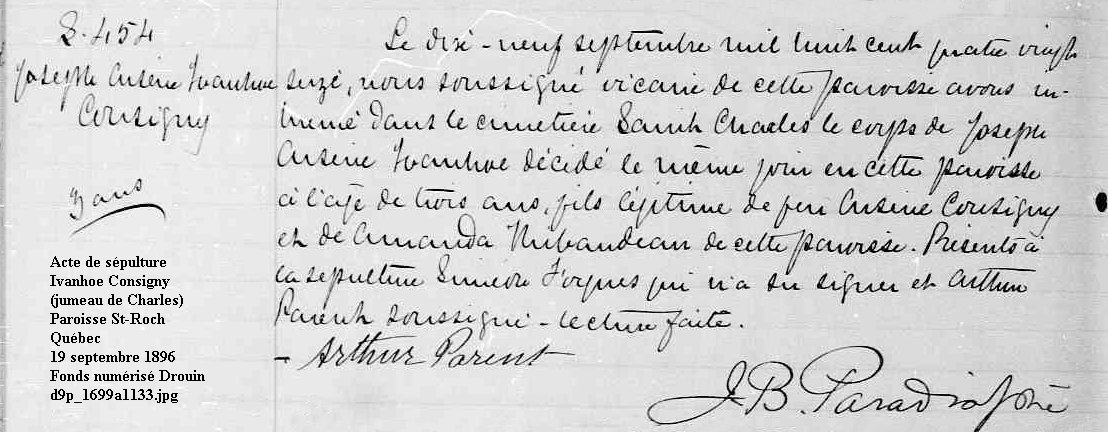 S. 454
Joseph Arsène Ivanhoe
Consigny
3 ans
Le dix-neuf septembre mil huit cent quatre vingt
seize, nous soussigné vicaire de cette paroisse avons in-
humé dans le cimetière Saint Charles le corps de Joseph
Arsène Ivanhoe décédé le même jour en cette paroisse
à l'âge de trois ans, fils légitime de feu Arsène Consigny
et de Amanda Thibaudeau de cette paroisse. Présents à
la sépulture Siméon Forgues qui n'a su signer et Arthur
Parent soussigné - lecture faite.
- Arthur Parent
J. B. Paradis ptre
Acte de sépulture
Ivanhoe Consigny
(jumeau de Charles)
Paroisse St-Roch
Québec
19 septembre 1896
Fonds numérisé Drouin
d9p_1699a1133.jpg